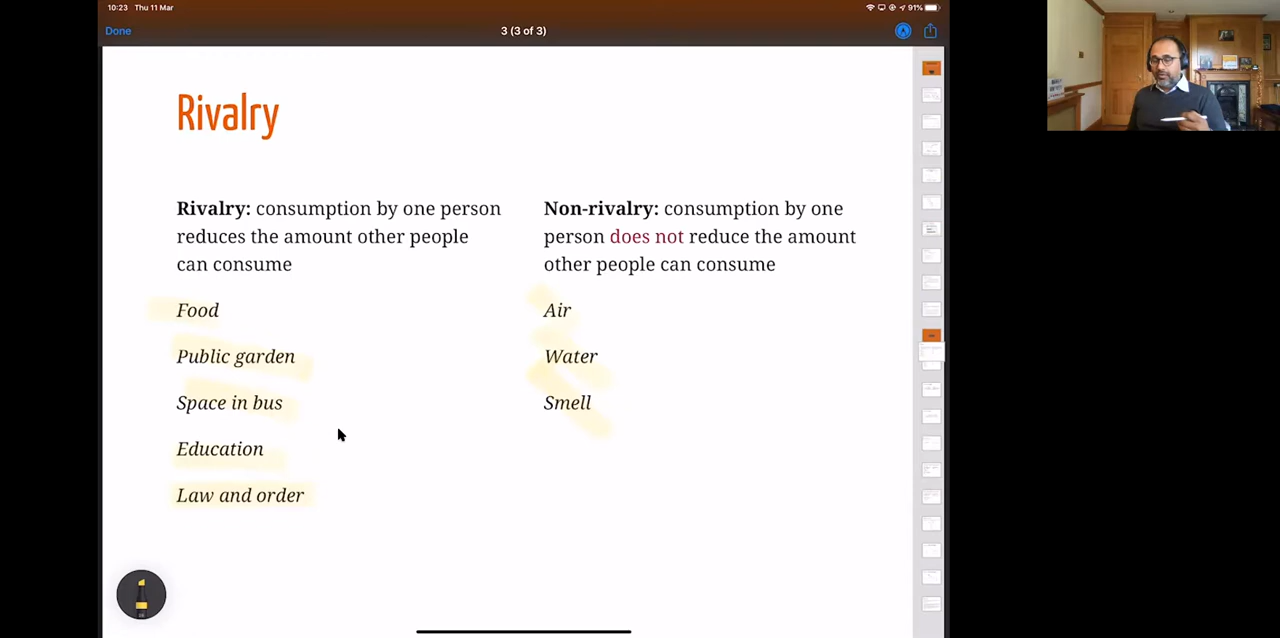 10:23 Thu 11 Mar
91%
Done
3 (3 of 3)
Rivalry
Rivalry: consumption by one person
reduces the amount other people
can consume
Food
Public garden
Space in bus
Education
Law and order
Non-rivalry: consumption by one
person does not reduce the amount
other people can consume
Air
Water
Smell